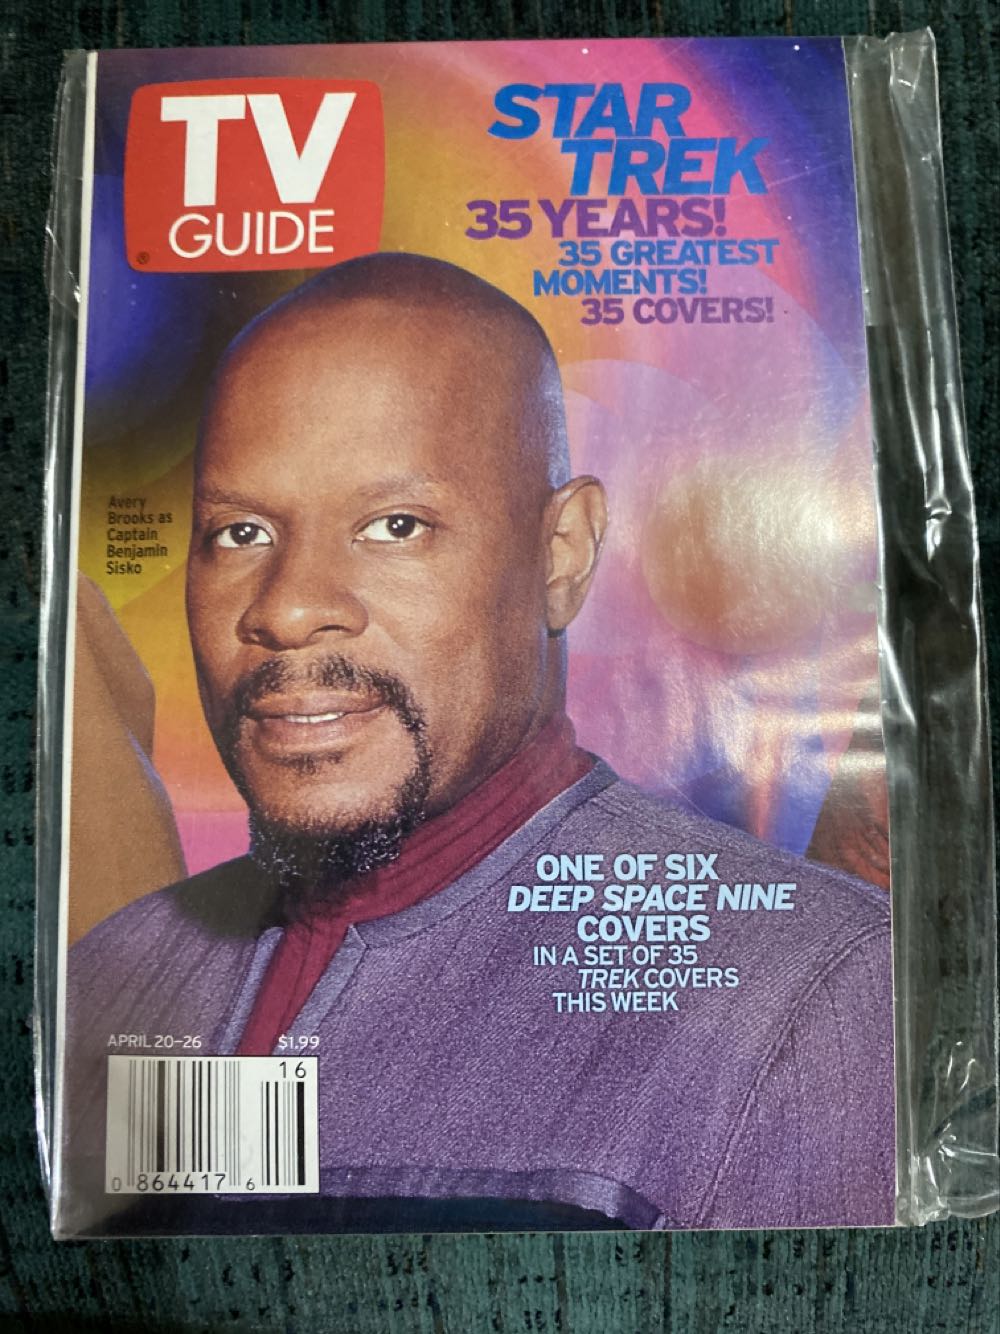 TV
GUIDE
®
STAR
TREK
35 YEARS!
35 GREATEST
MOMENTS!
35 COVERS!
Avery
Brooks as
Captain
Benjamin
Sisko
ONE OF SIX
DEEP SPACE NINE
COVERS
IN A SET OF 35
TREK COVERS
THIS WEEK
APRIL 20–26 $1.99
16
0 86441 7 6